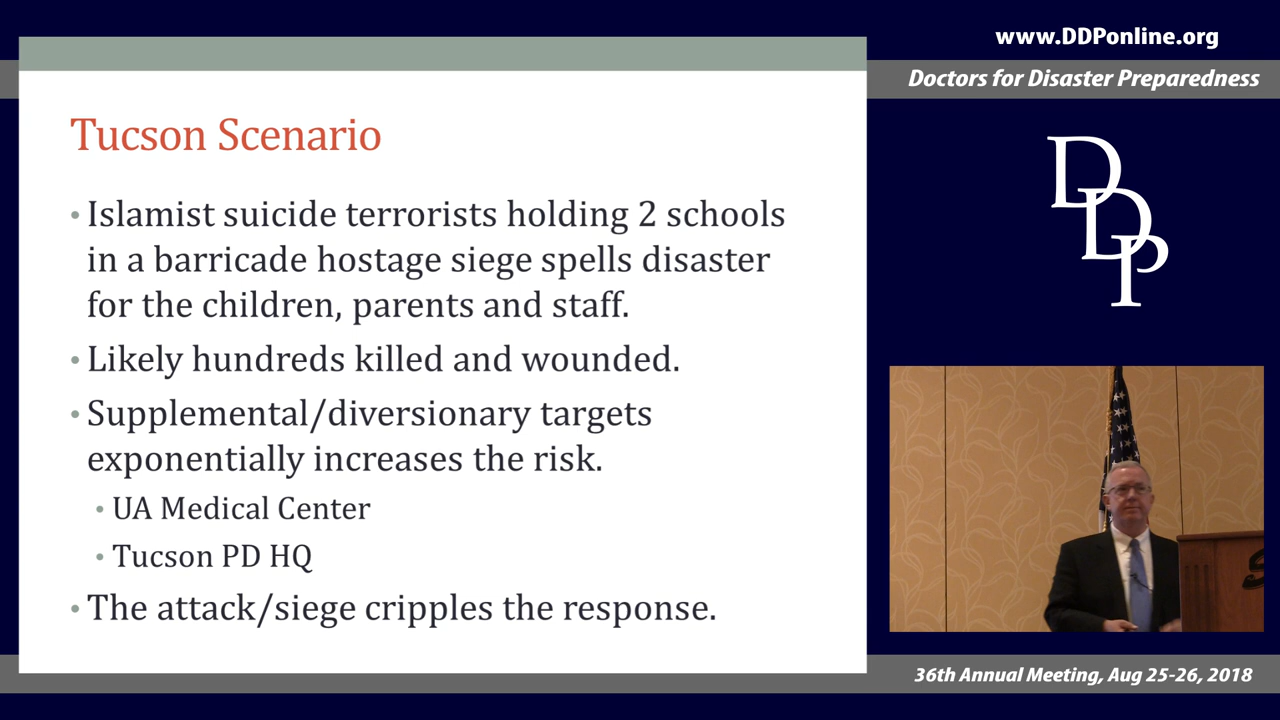 www.DDPonline.org
Doctors for Disaster Preparedness
DDP
Tucson Scenario
• Islamist suicide terrorists holding 2 schools
in a barricade hostage siege spells disaster
for the children, parents and staff.
• Likely hundreds killed and wounded.
• Supplemental/diversionary targets
exponentially increases the risk.
• UA Medical Center
• Tucson PD HQ
• The attack/siege cripples the response.
36th Annual Meeting, Aug 25-26, 2018